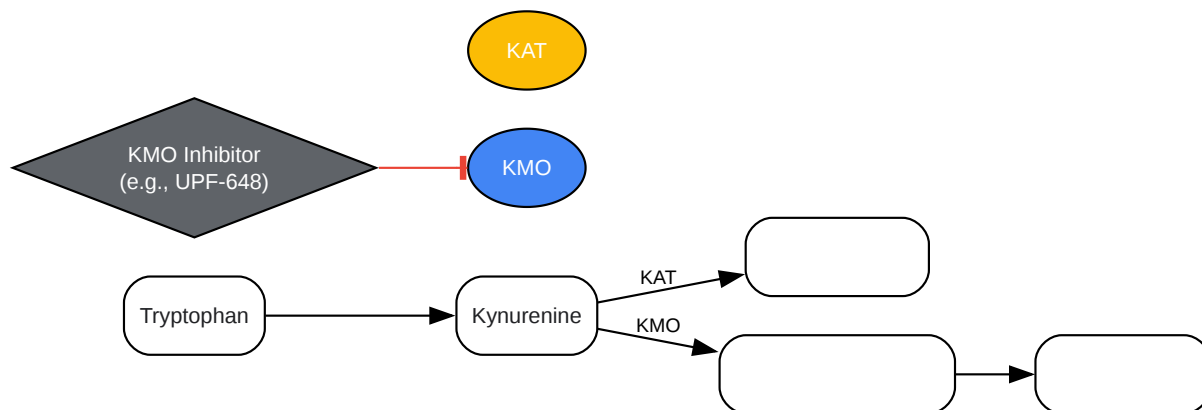 KAT
KMO Inhibitor
(e.g., UPF-648)
KMO
KAT
Tryptophan
Kynurenine
KMO